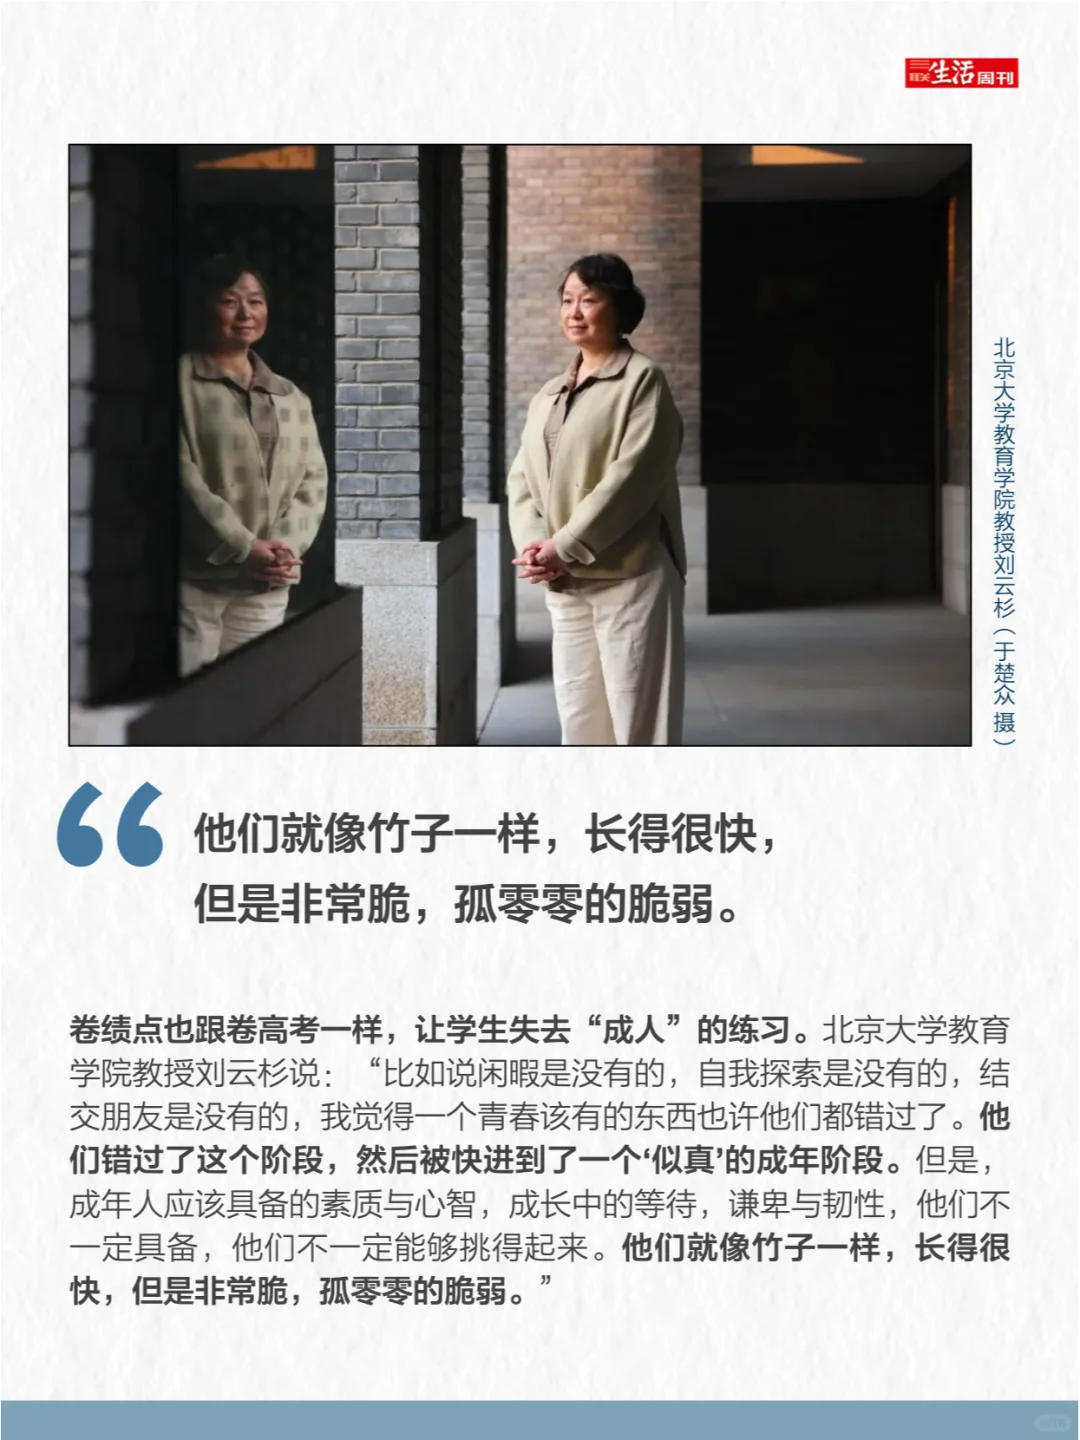 三联生活周刊
北京大学教育学院教授刘云杉（于楚众 摄）
“他们就像竹子一样，长得很快，
但是非常脆，孤零零的脆弱。
卷绩点也跟卷高考一样，让学生失去“成人”的练习。北京大学教育
学院教授刘云杉说：“比如说闲暇是没有的，自我探索是没有的，结
交朋友是没有的，我觉得一个青春该有的东西也许他们都错过了。他
们错过了这个阶段，然后被快进到了一个‘似真’的成年阶段。但是，
成年人应该具备的素质与心智，成长中的等待，谦卑与韧性，他们不
一定具备，他们不一定能够挑得起来。他们就像竹子一样，长得很
快，但是非常脆，孤零零的脆弱。”